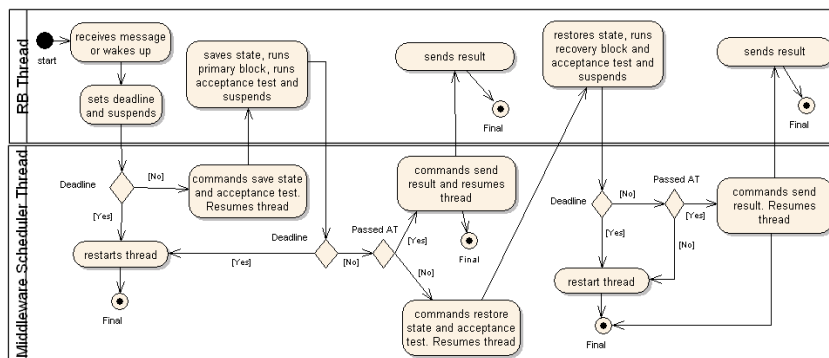 RB Thread
start
receives message
or wakes up
sets deadline
and suspends
saves state, runs
primary block, runs
acceptance test and
suspends
sends result
Final
restores state, runs
recovery block and
acceptance test, runs
and suspends
sends result
Final
Middleware Scheduler Thread
Deadline
[No]
[Yes]
commands save state
and acceptance test.
Resumes thread
restarts thread
Final
[Yes]
Deadline
[No]
Passed AT
[Yes]
[No]
commands send
result and resumes
thread
Final
commands restore
state and acceptance
test. Resumes thread
Deadline
[No]
[Yes]
Passed AT
[Yes]
[No]
commands send
result. Resumes
thread
restart thread
Final